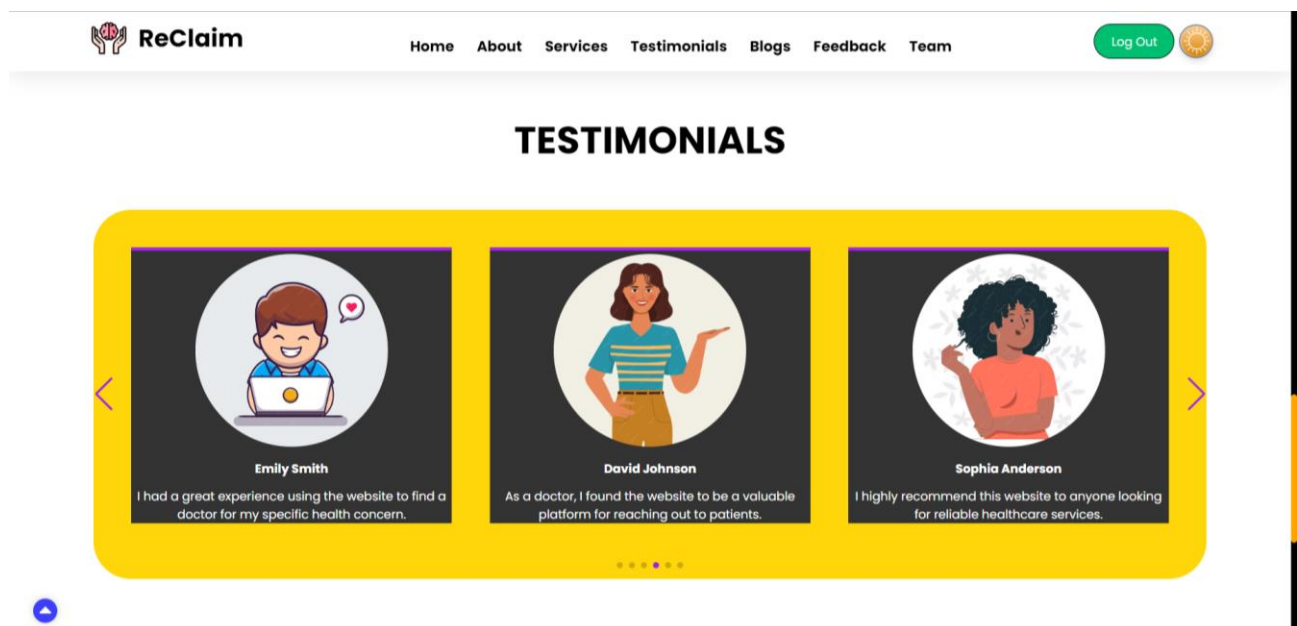 ReClaim
Home About Services Testimonials Blogs Feedback Team
Log Out
TESTIMONIALS
Emily Smith
I had a great experience using the website to find a
doctor for my specific health concern.
David Johnson
As a doctor, I found the website to be a valuable
platform for reaching out to patients.
Sophia Anderson
I highly recommend this website to anyone looking
for reliable healthcare services.